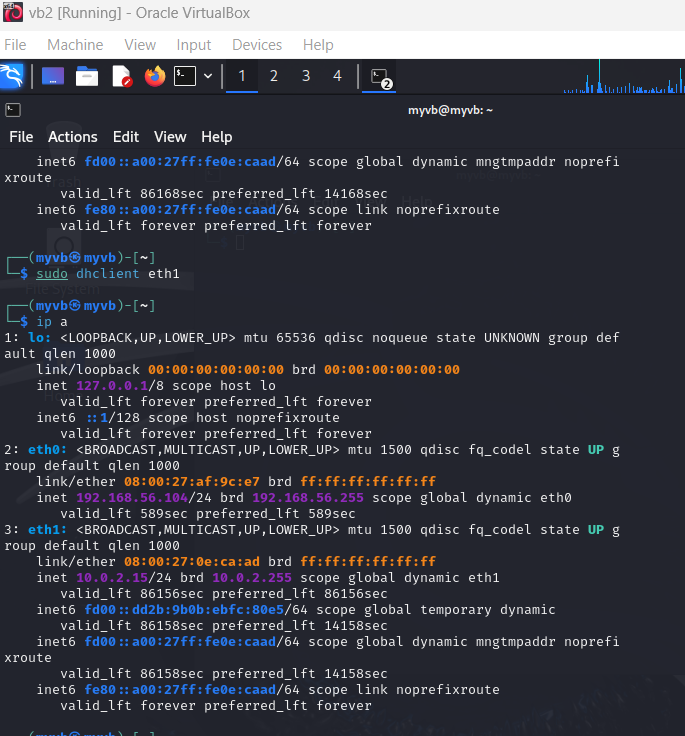 vb2 [Running] - Oracle VirtualBox
File Machine View Input Devices Help
1 2 3 4 2
myvb@myvb: ~
File Actions Edit View Help
inet6 fd00::a00:27ff:fe0e:caad/64 scope global dynamic mngtmpaddr noprefi
xroute
valid_lft 86168sec preferred_lft 14168sec
inet6 fe80::a00:27ff:fe0e:caad/64 scope link noprefixroute
valid_lft forever preferred_lft forever
┌──(myvb㉿myvb)-[~]
└─$ sudo dhclient eth1
┌──(myvb㉿myvb)-[~]
└─$ ip a
1: lo: <LOOPBACK,UP,LOWER_UP> mtu 65536 qdisc noqueue state UNKNOWN group def
ault qlen 1000
link/loopback 00:00:00:00:00:00 brd 00:00:00:00:00:00
inet 127.0.0.1/8 scope host lo
valid_lft forever preferred_lft forever
inet6 ::1/128 scope host noprefixroute
valid_lft forever preferred_lft forever
2: eth0: <BROADCAST,MULTICAST,UP,LOWER_UP> mtu 1500 qdisc fq_codel state UP g
roup default qlen 1000
link/ether 08:00:27:af:9c:e7 brd ff:ff:ff:ff:ff:ff
inet 192.168.56.104/24 brd 192.168.56.255 scope global dynamic eth0
valid_lft 589sec preferred_lft 589sec
3: eth1: <BROADCAST,MULTICAST,UP,LOWER_UP> mtu 1500 qdisc fq_codel state UP g
roup default qlen 1000
link/ether 08:00:27:0e:ca:ad brd ff:ff:ff:ff:ff:ff
inet 10.0.2.15/24 brd 10.0.2.255 scope global dynamic eth1
valid_lft 86156sec preferred_lft 86156sec
inet6 fd00::dd2b:9b0b:ebfc:80e5/64 scope global temporary dynamic
valid_lft 86158sec preferred_lft 14158sec
inet6 fd00::a00:27ff:fe0e:caad/64 scope global dynamic mngtmpaddr noprefi
xroute
valid_lft 86158sec preferred_lft 14158sec
inet6 fe80::a00:27ff:fe0e:caad/64 scope link noprefixroute
valid_lft forever preferred_lft forever